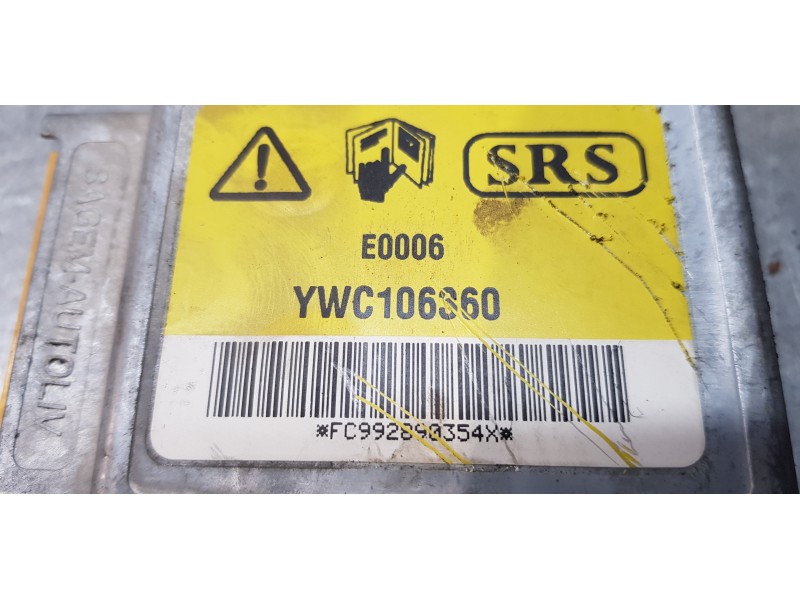 SAGEM-AUTOLIV
SRS
E0006
YWC106360
*FC992890354X*